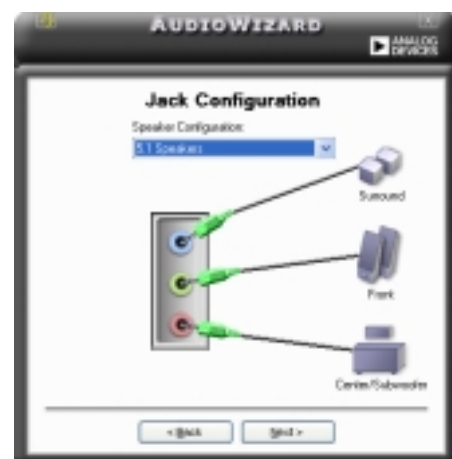 AUDIOWIZARD
ANALOG
DEVICES
Jack Configuration
Speaker Configuration:
5.1 Speakers
Surround
Front
Center/Subwoofer
< Back
Next >